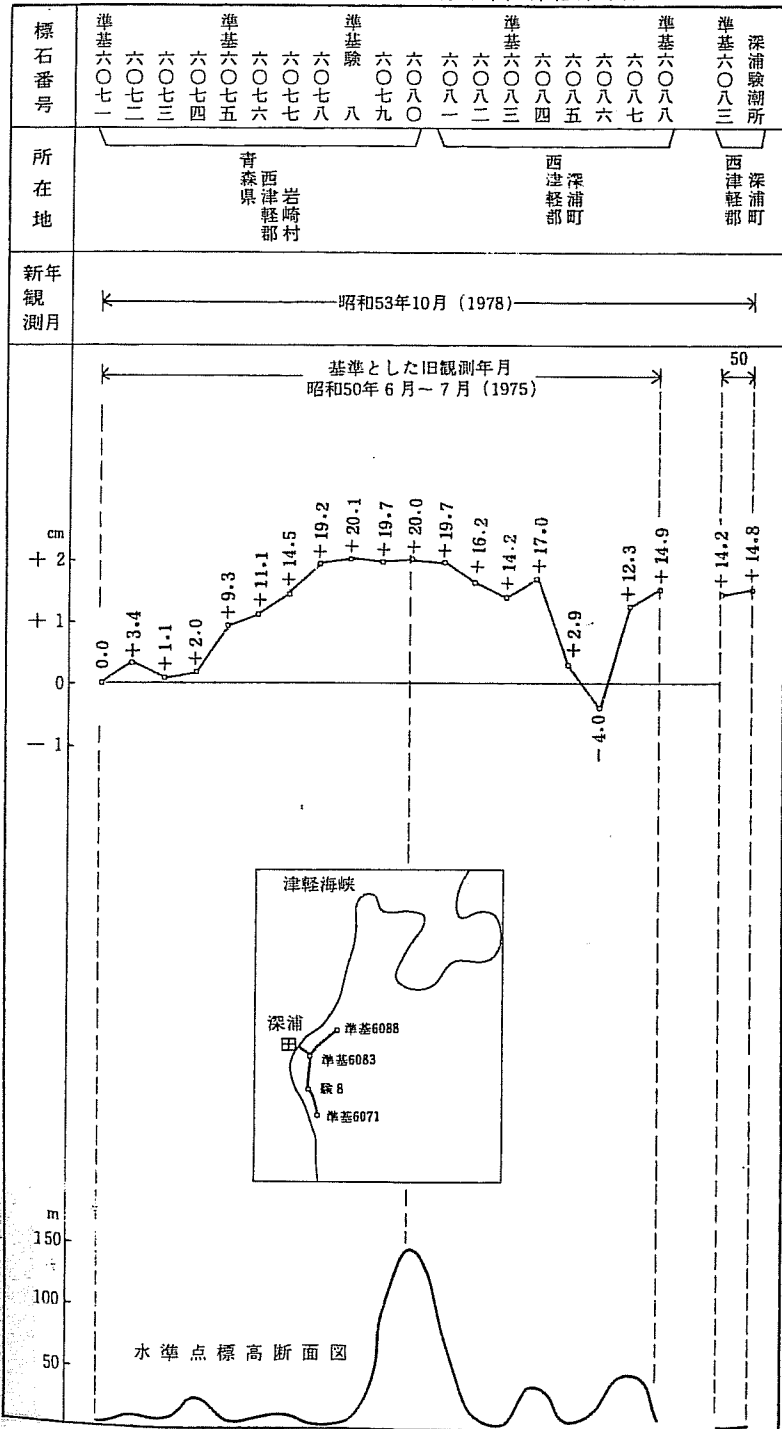 標石番号
準基六〇七一
六〇七二
六〇七三
六〇七四
準基六〇七五
六〇七六
六〇七七
六〇七八
準基験 八
六〇七九
六〇八〇
六〇八一
六〇八二
準基六〇八三
六〇八四
六〇八五
六〇八六
六〇八七
準基六〇八八
準基六〇八三
深浦験潮所
所在地
青森県
西津軽郡
岩崎村
西津軽郡
深浦町
西津軽郡
深浦町
新年
観
測月
昭和53年10月 (1978)
基準とした旧観測年月
昭和50年6月~7月 (1975)
50
cm
+2
+1
0
-1
0.0
+3.4
+1.1
+2.0
+9.3
+11.1
+14.5
+19.2
+20.1
+19.7
+20.0
+19.7
+16.2
+14.2
+17.0
+2.9
-4.0
+12.3
+14.9
+14.2
+14.8
津軽海峡
深浦
準基6088
準基6083
験8
準基6071
m
150
100
50
水準点標高断面図